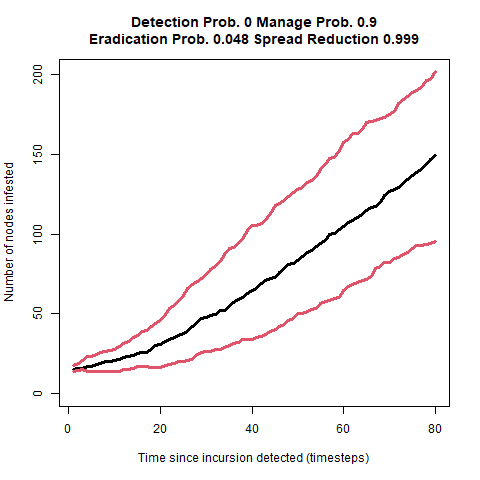 Detection Prob. 0 Manage Prob. 0.9
Eradication Prob. 0.048 Spread Reduction 0.999
Number of nodes infested
200
150
100
50
0
0 20 40 60 80
Time since incursion detected (timesteps)